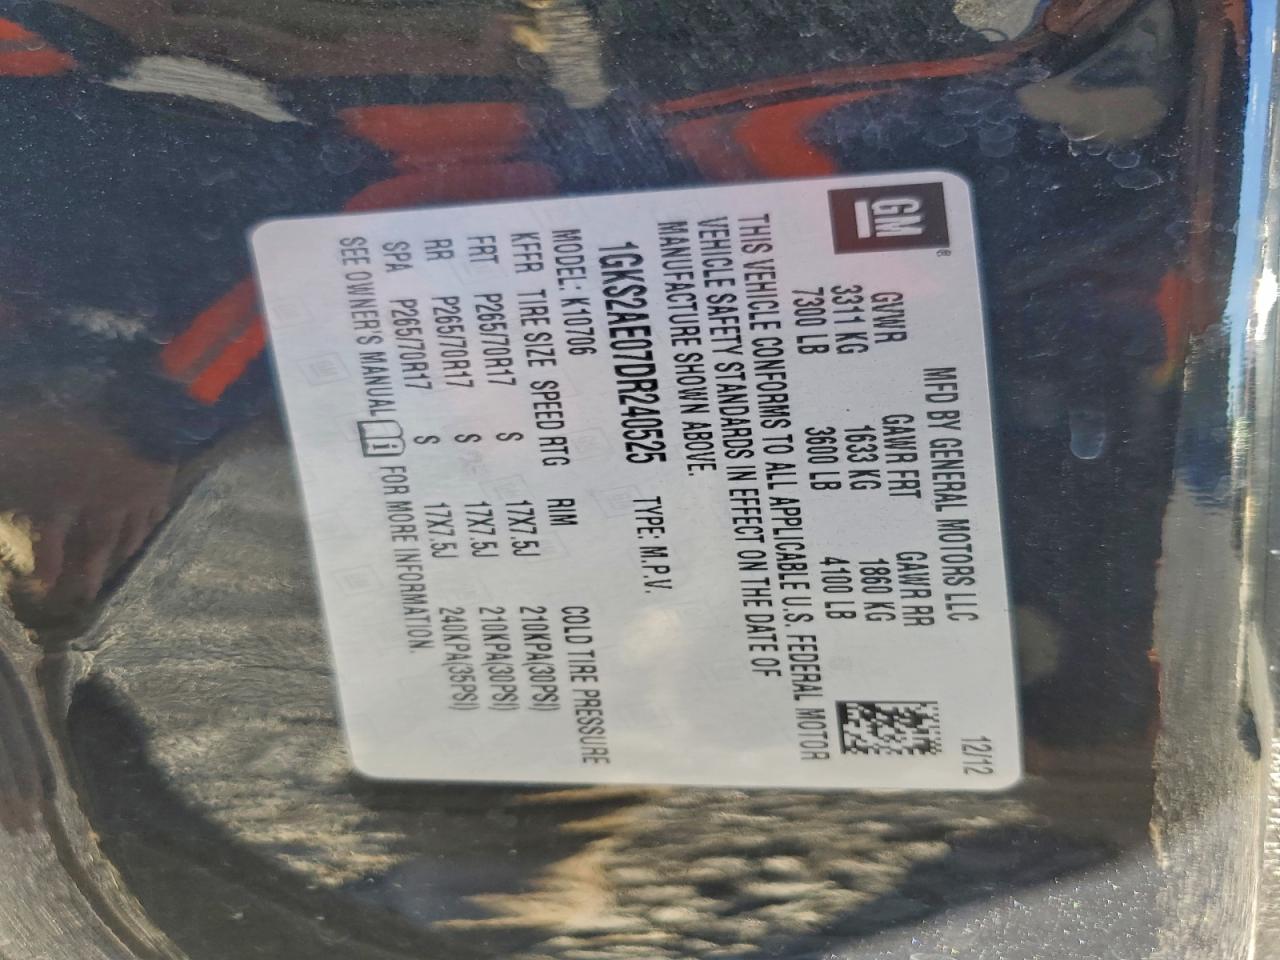 GM®
MFD BY GENERAL MOTORS LLC 12/12
GVWR GAWR FRT GAWR RR
3311 KG 1633 KG 1860 KG
7300 LB 3600 LB 4100 LB
THIS VEHICLE CONFORMS TO ALL APPLICABLE U.S. FEDERAL MOTOR
VEHICLE SAFETY STANDARDS IN EFFECT ON THE DATE OF
MANUFACTURE SHOWN ABOVE.
1GKS2AE07DR240525 TYPE: M.P.V.
MODEL: K10706
KFFR TIRE SIZE SPEED RTG RIM COLD TIRE PRESSURE
FRT P265/70R17 S 17X7.5J 210KPA(30PSI)
RR P265/70R17 S 17X7.5J 210KPA(30PSI)
SPA P265/70R17 S 17X7.5J 240KPA(35PSI)
SEE OWNER'S MANUAL i FOR MORE INFORMATION.